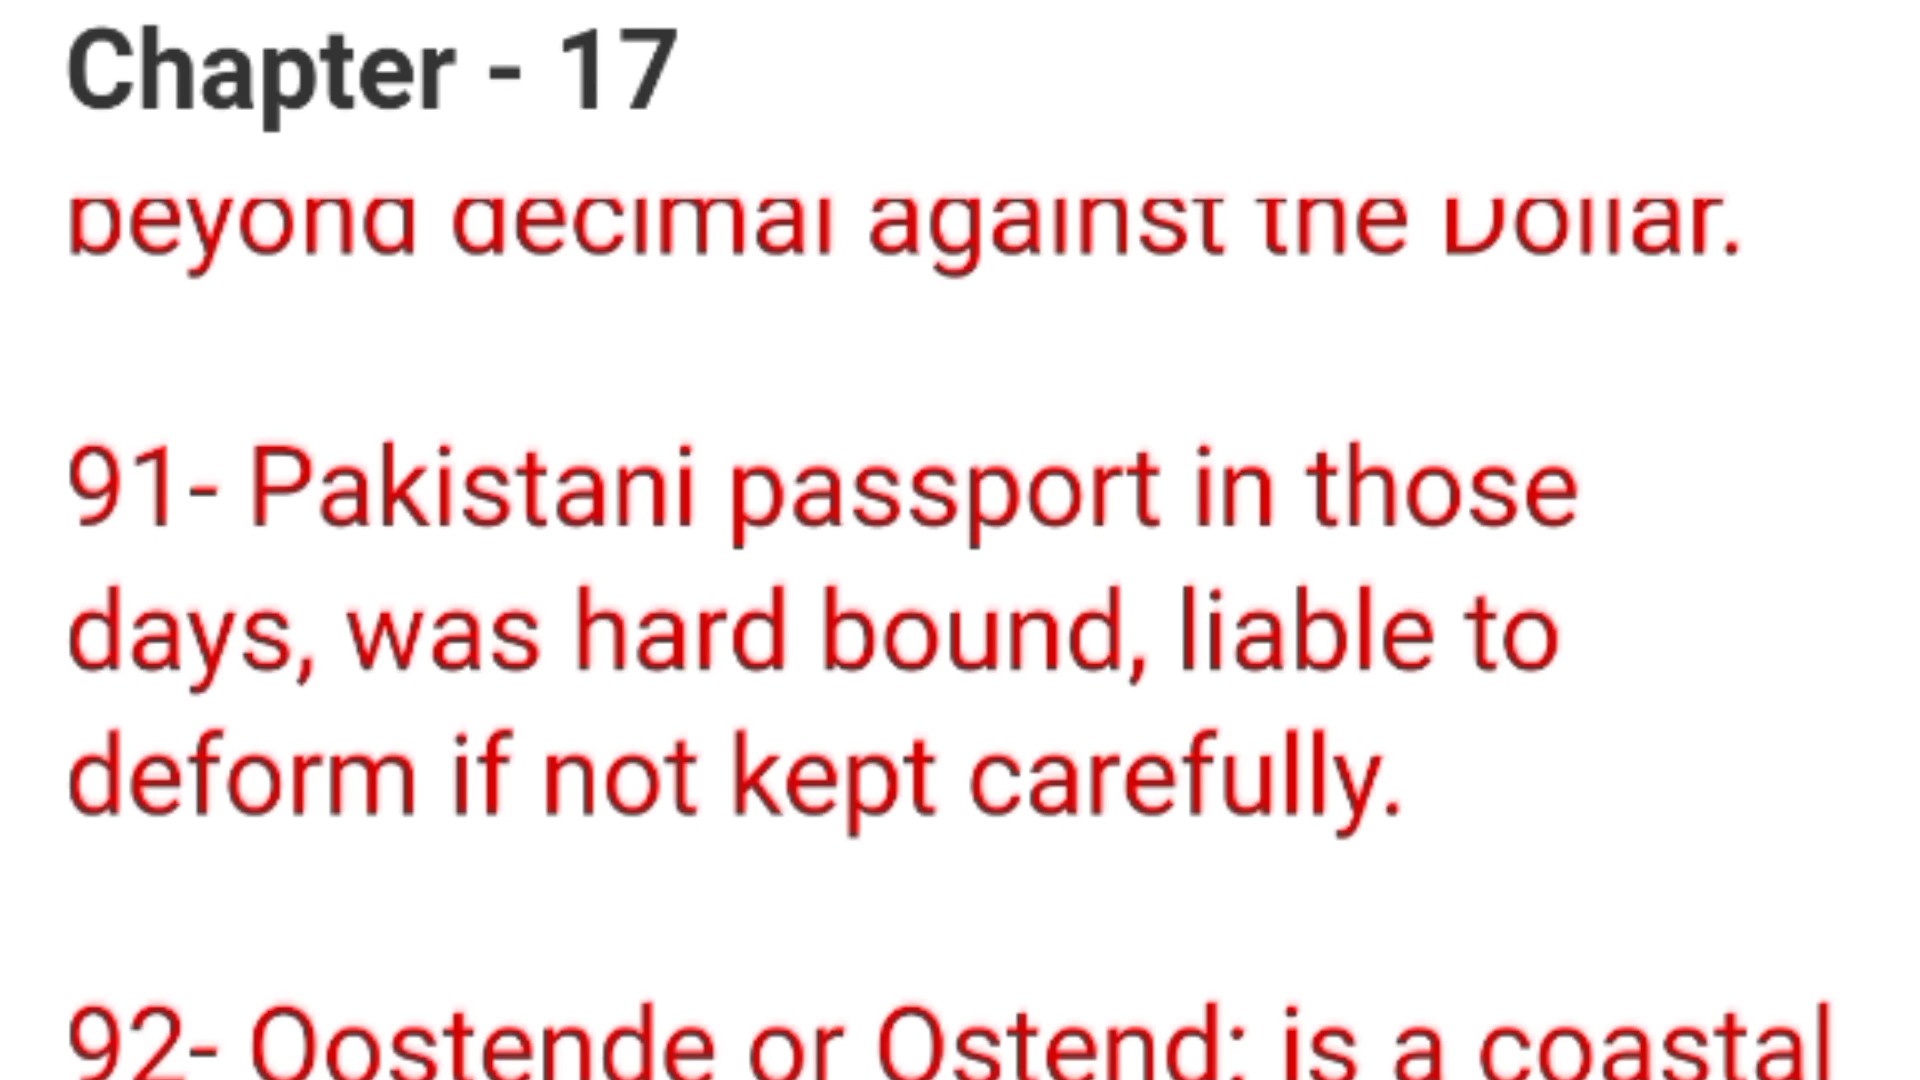 Chapter - 17
beyond decimal against the Dollar.
91- Pakistani passport in those
days, was hard bound, liable to
deform if not kept carefully.
92- Oostende or Ostend: is a coastal